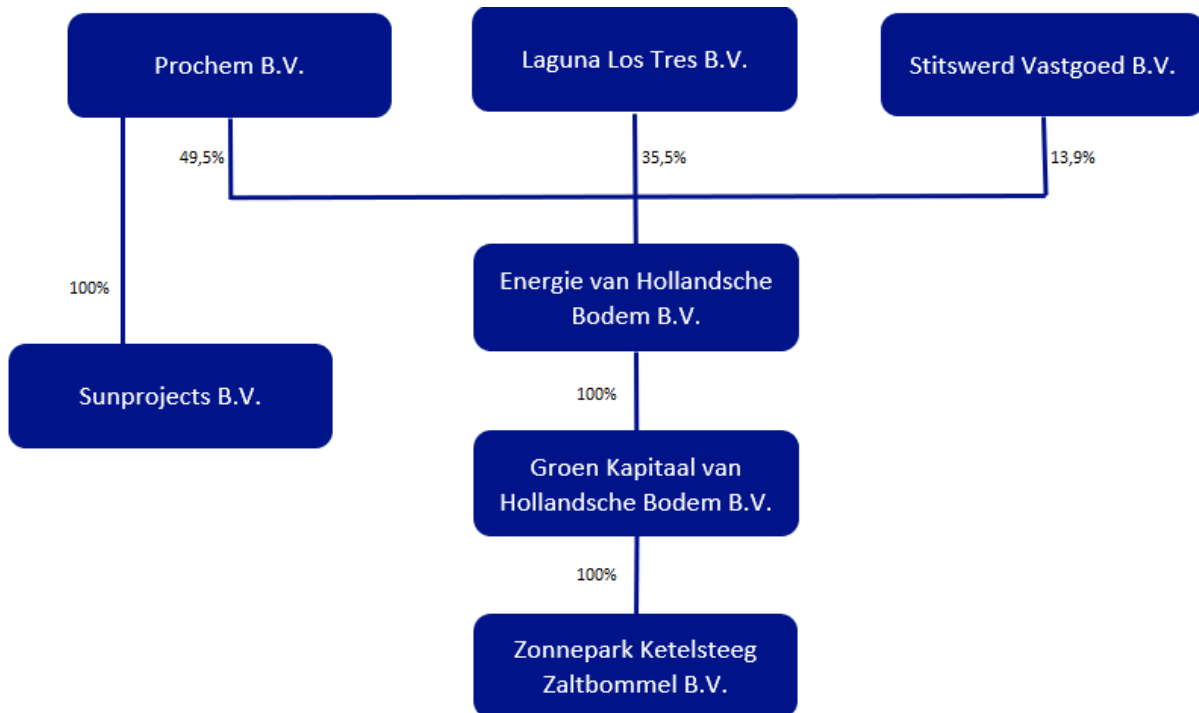 Prochem B.V.
Laguna Los Tres B.V.
Stitswerd Vastgoed B.V.
49,5%
35,5%
13,9%
Energie van Hollandsche
Bodem B.V.
100%
Sunprojects B.V.
100%
Groen Kapitaal van
Hollandsche Bodem B.V.
100%
Zonnepark Ketelsteeg
Zaltbommel B.V.